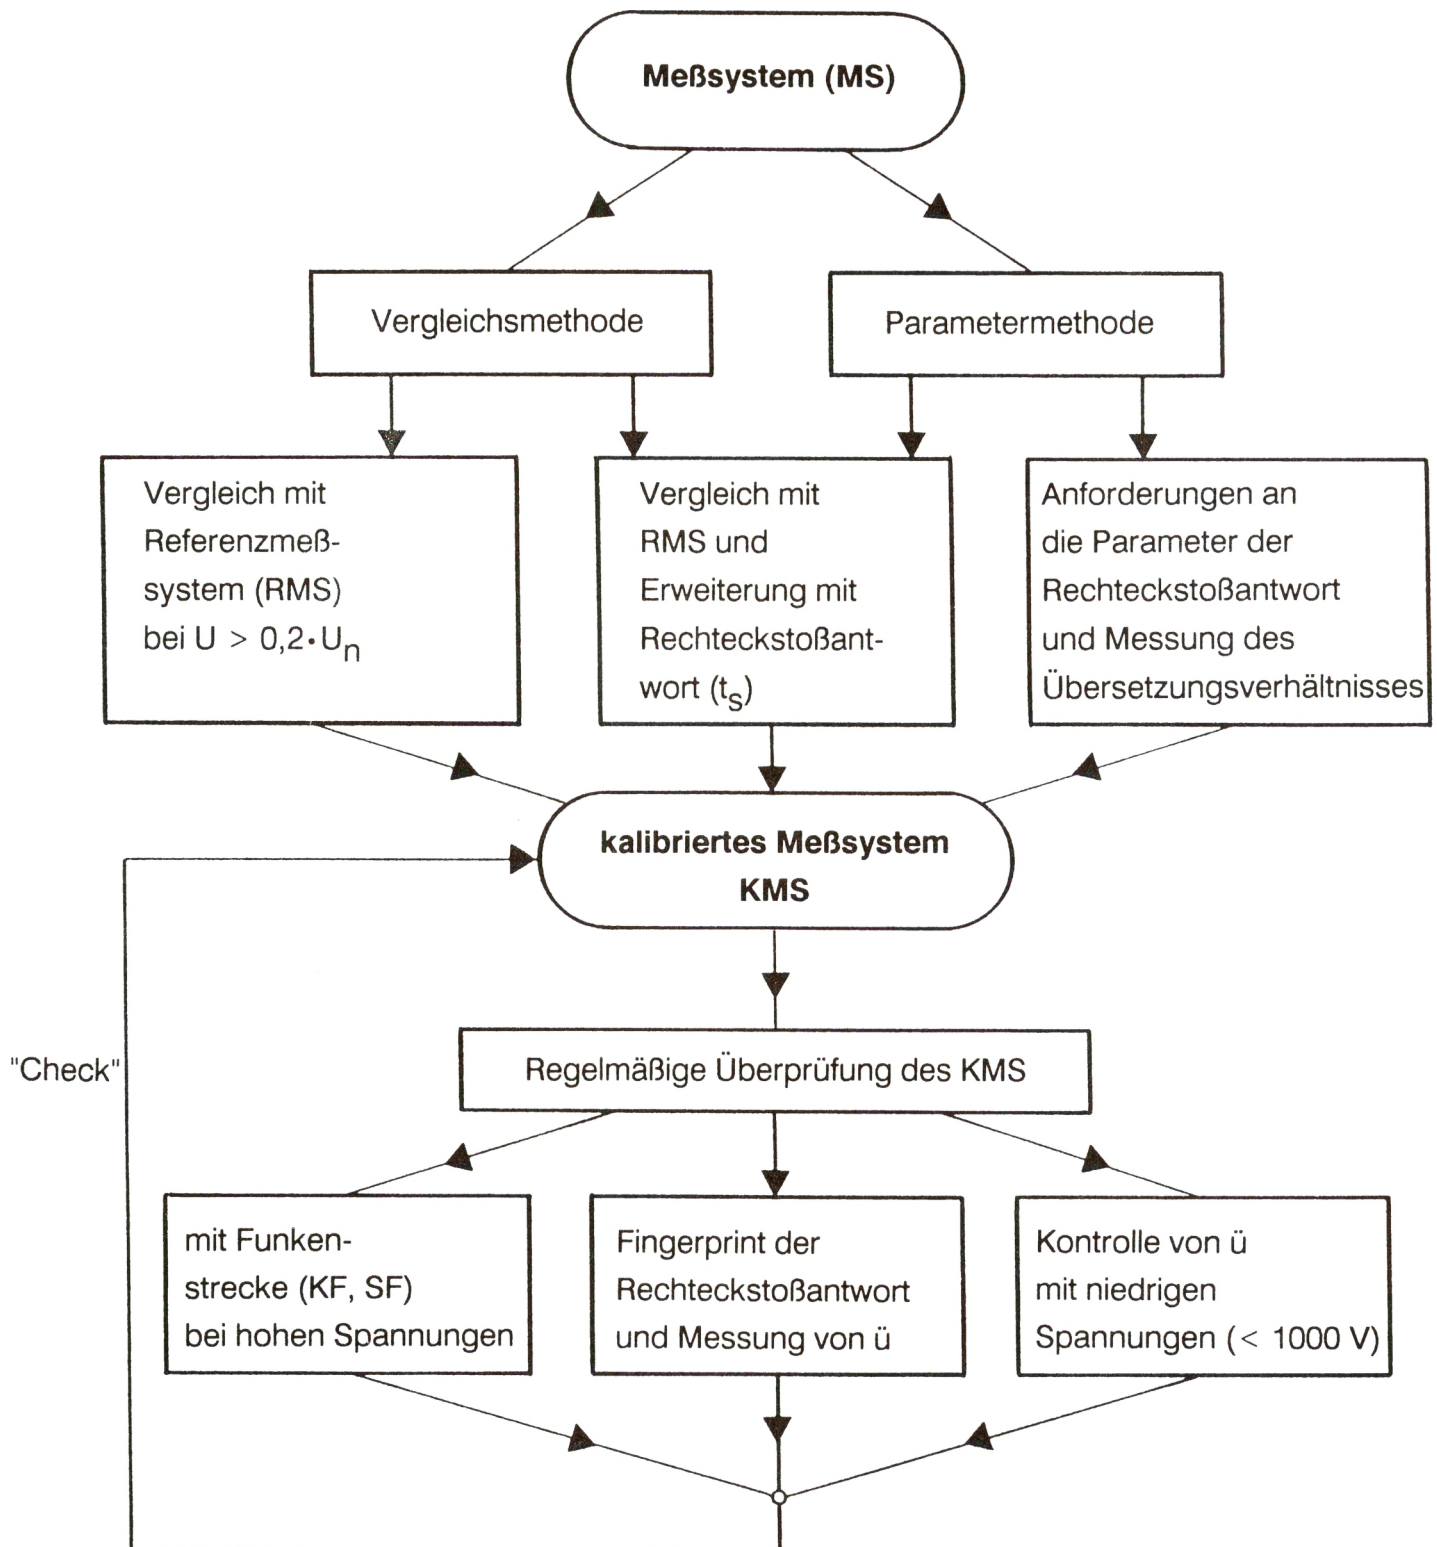 Meßsystem (MS)
Vergleichsmethode
Parametermethode
Vergleich mit
Referenzmeß-
system (RMS)
bei U > 0,2·Uₙ
Vergleich mit
RMS und
Erweiterung mit
Rechteckstoßant-
wort (tₛ)
Anforderungen an
die Parameter der
Rechteckstoßantwort
und Messung des
Übersetzungsverhältnisses
kalibriertes Meßsystem
KMS
"Check"
Regelmäßige Überprüfung des KMS
mit Funken-
strecke (KF, SF)
bei hohen Spannungen
Fingerprint der
Rechteckstoßantwort
und Messung von ü
Kontrolle von ü
mit niedrigen
Spannungen (< 1000 V)